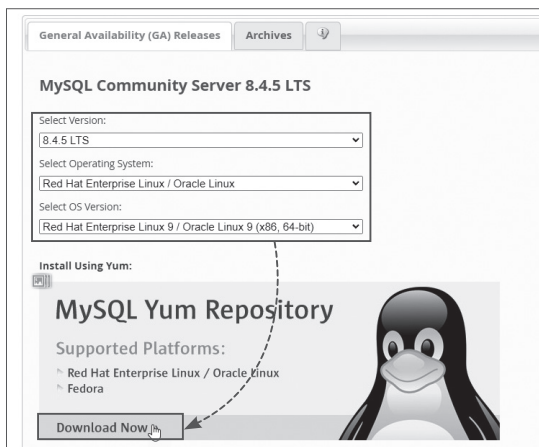 General Availability (GA) Releases
Archives
MySQL Community Server 8.4.5 LTS
Select Version:
8.4.5 LTS
Select Operating System:
Red Hat Enterprise Linux / Oracle Linux
Select OS Version:
Red Hat Enterprise Linux 9 / Oracle Linux 9 (x86, 64-bit)
Install Using Yum:
MySQL Yum Repository
Supported Platforms:
Red Hat Enterprise Linux / Oracle Linux
Fedora
Download Now